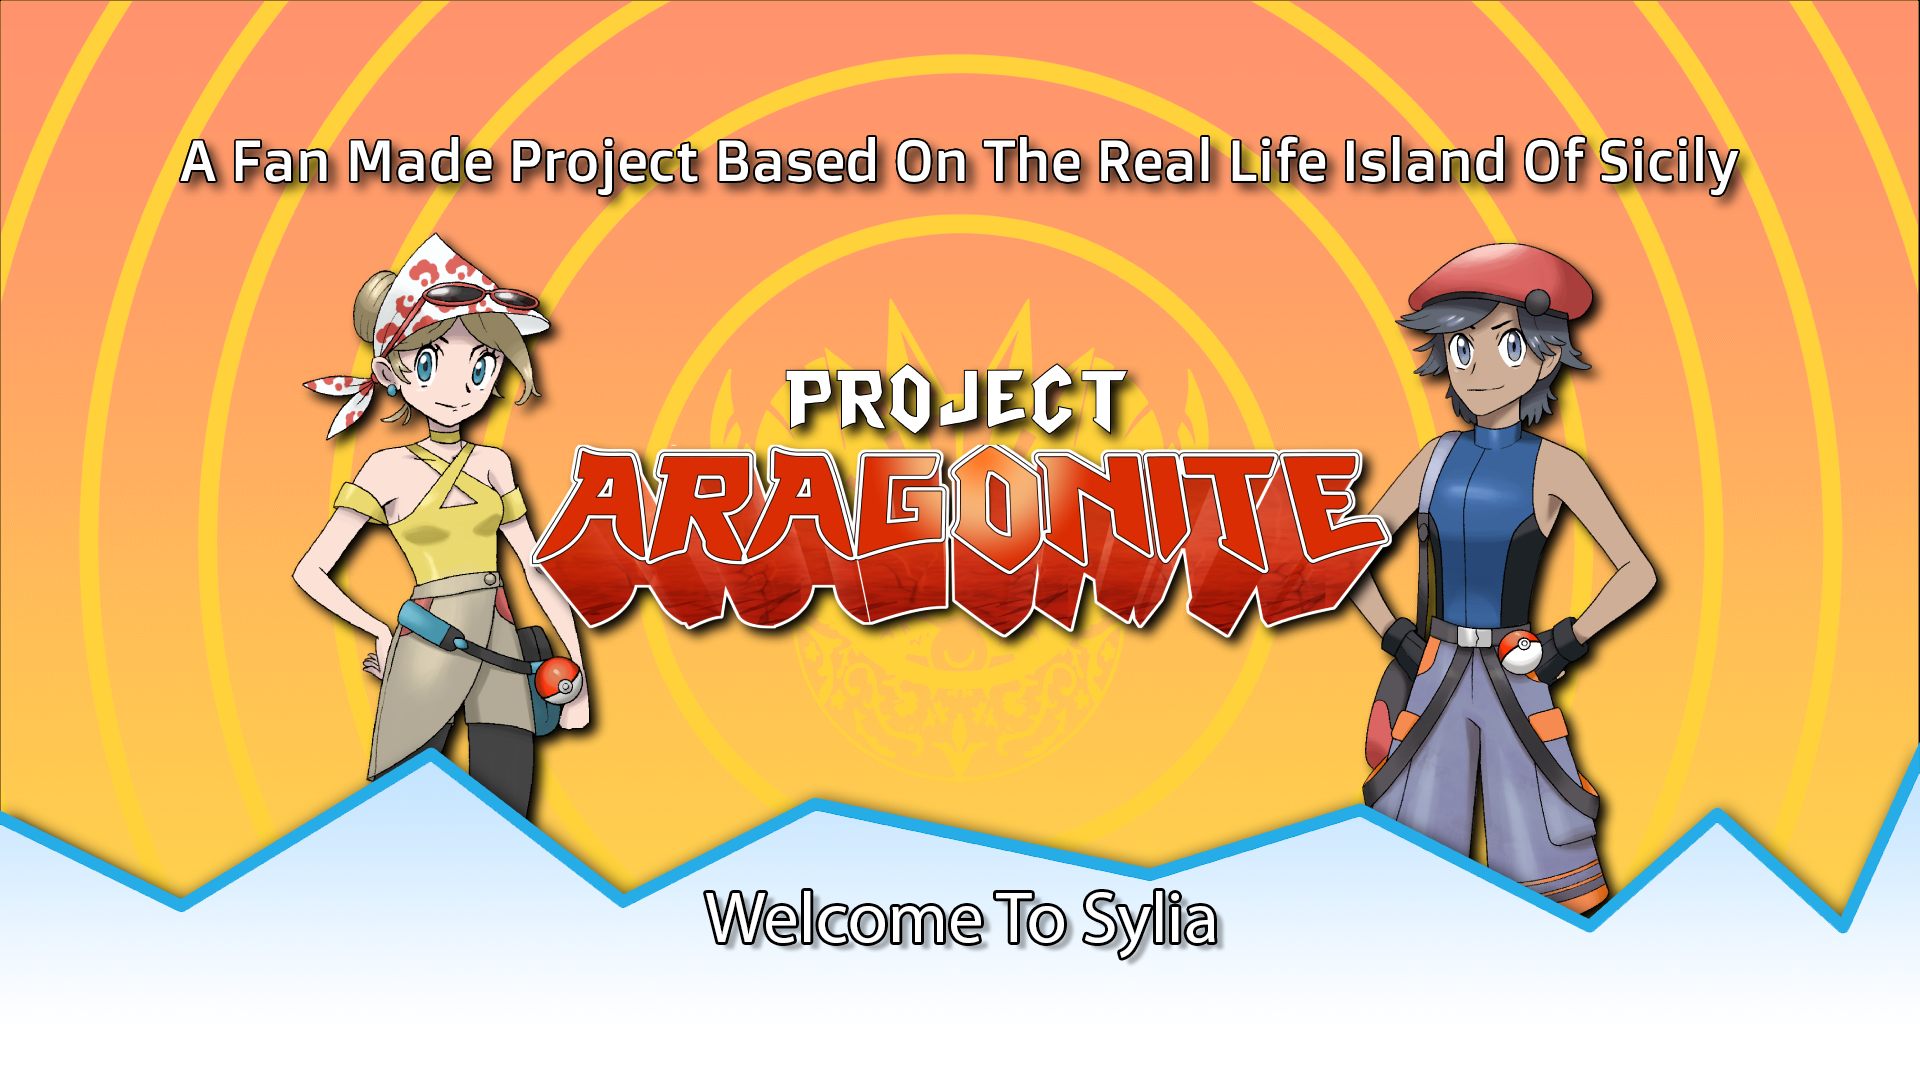 A Fan Made Project Based On The Real Life Island Of Sicily
PROJECT
ARAGONITE
Welcome To Sylia